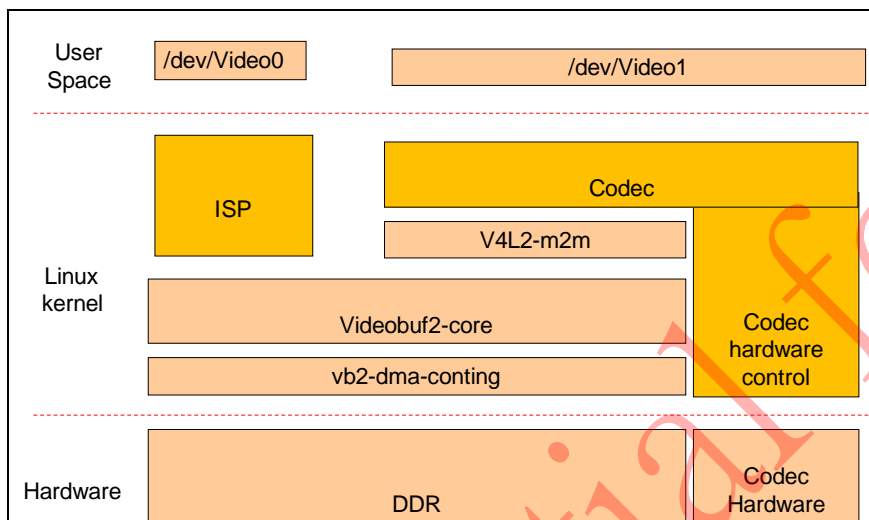 User
Space
/dev/Video0
/dev/Video1
ISP
Codec
V4L2-m2m
Linux
kernel
Videobuf2-core
Codec
hardware
control
vb2-dma-conting
Hardware
DDR
Codec
Hardware